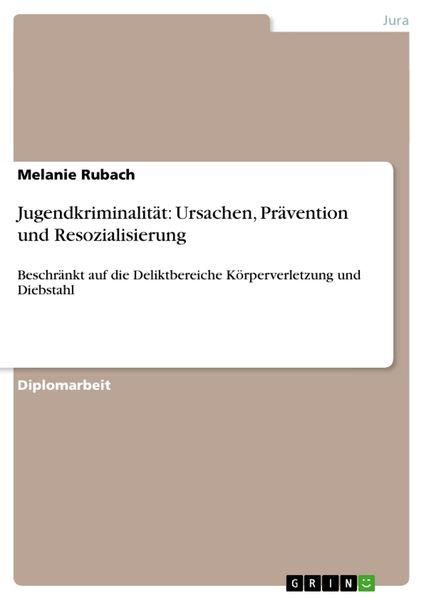 Jura
Melanie Rubach
Jugendkriminalität: Ursachen, Prävention
und Resozialisierung
Beschränkt auf die Deliktbereiche Körperverletzung und
Diebstahl
Diplomarbeit
GRIN